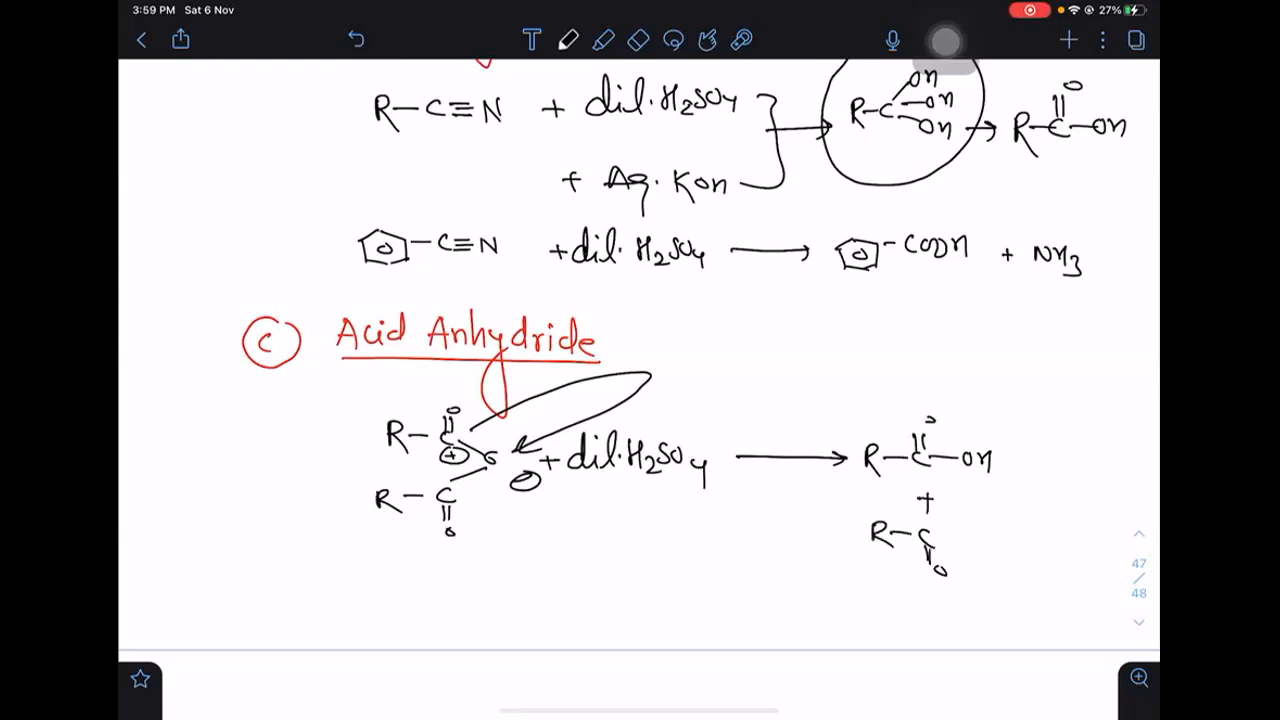 3:59 PM Sat 6 Nov
27%
T
R-C≡N + dil. H2SO4
OH
R-C-OH
OH
O
R-C-OH
+ Aq. KOH
-C≡N + dil. H2SO4 → -COOH + NH3
C Acid Anhydride
O
R-C
+
O
⊖
+ dil. H2SO4 →
R-C
O
O
R-C-OH
+
R-C
O
47
/
48